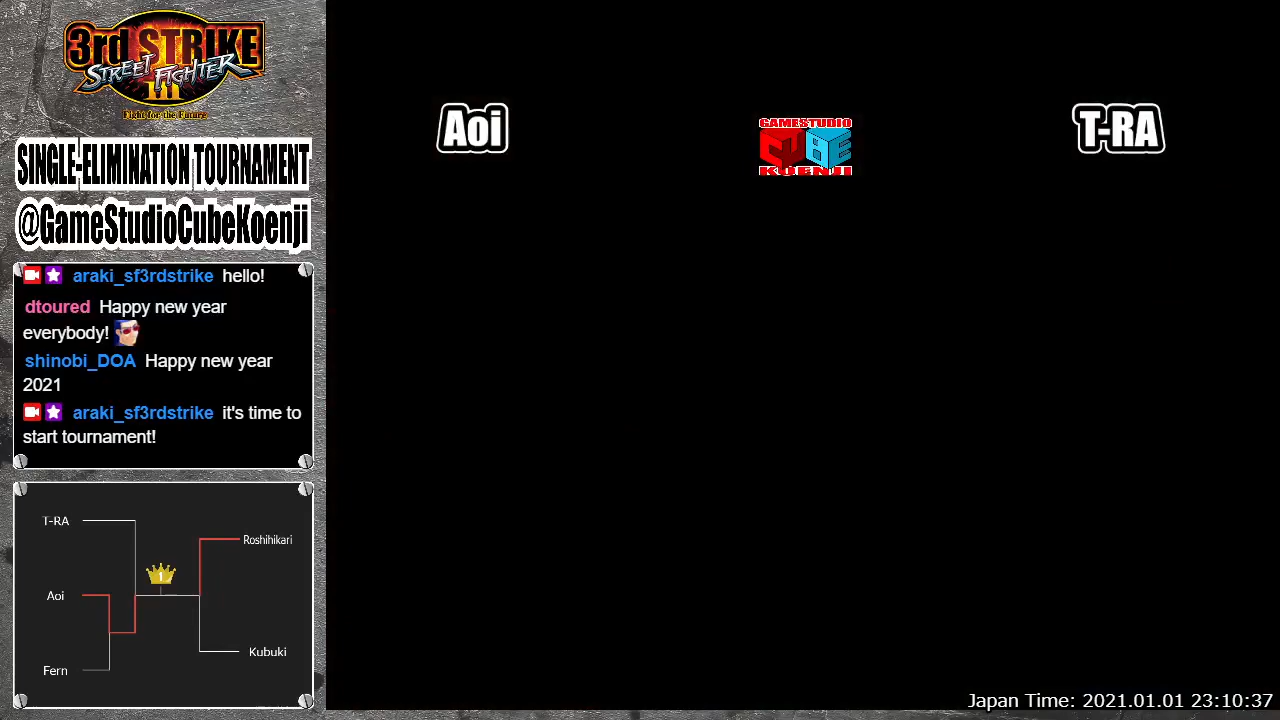 3rd STRIKE
STREET FIGHTER
III
Fight for the Future
SINGLE-ELIMINATION TOURNAMENT
@GameStudioCubeKoenji
araki_sf3rdstrike hello!
dtoured Happy new year
everybody!
shinobi_DOA Happy new year
2021
araki_sf3rdstrike it's time to
start tournament!
T-RA
Roshihikari
1
Aoi
Kubuki
Fern
Aoi
GAMESTUDIO
CUBE
KOENJI
T-RA
Japan Time: 2021.01.01 23:10:37